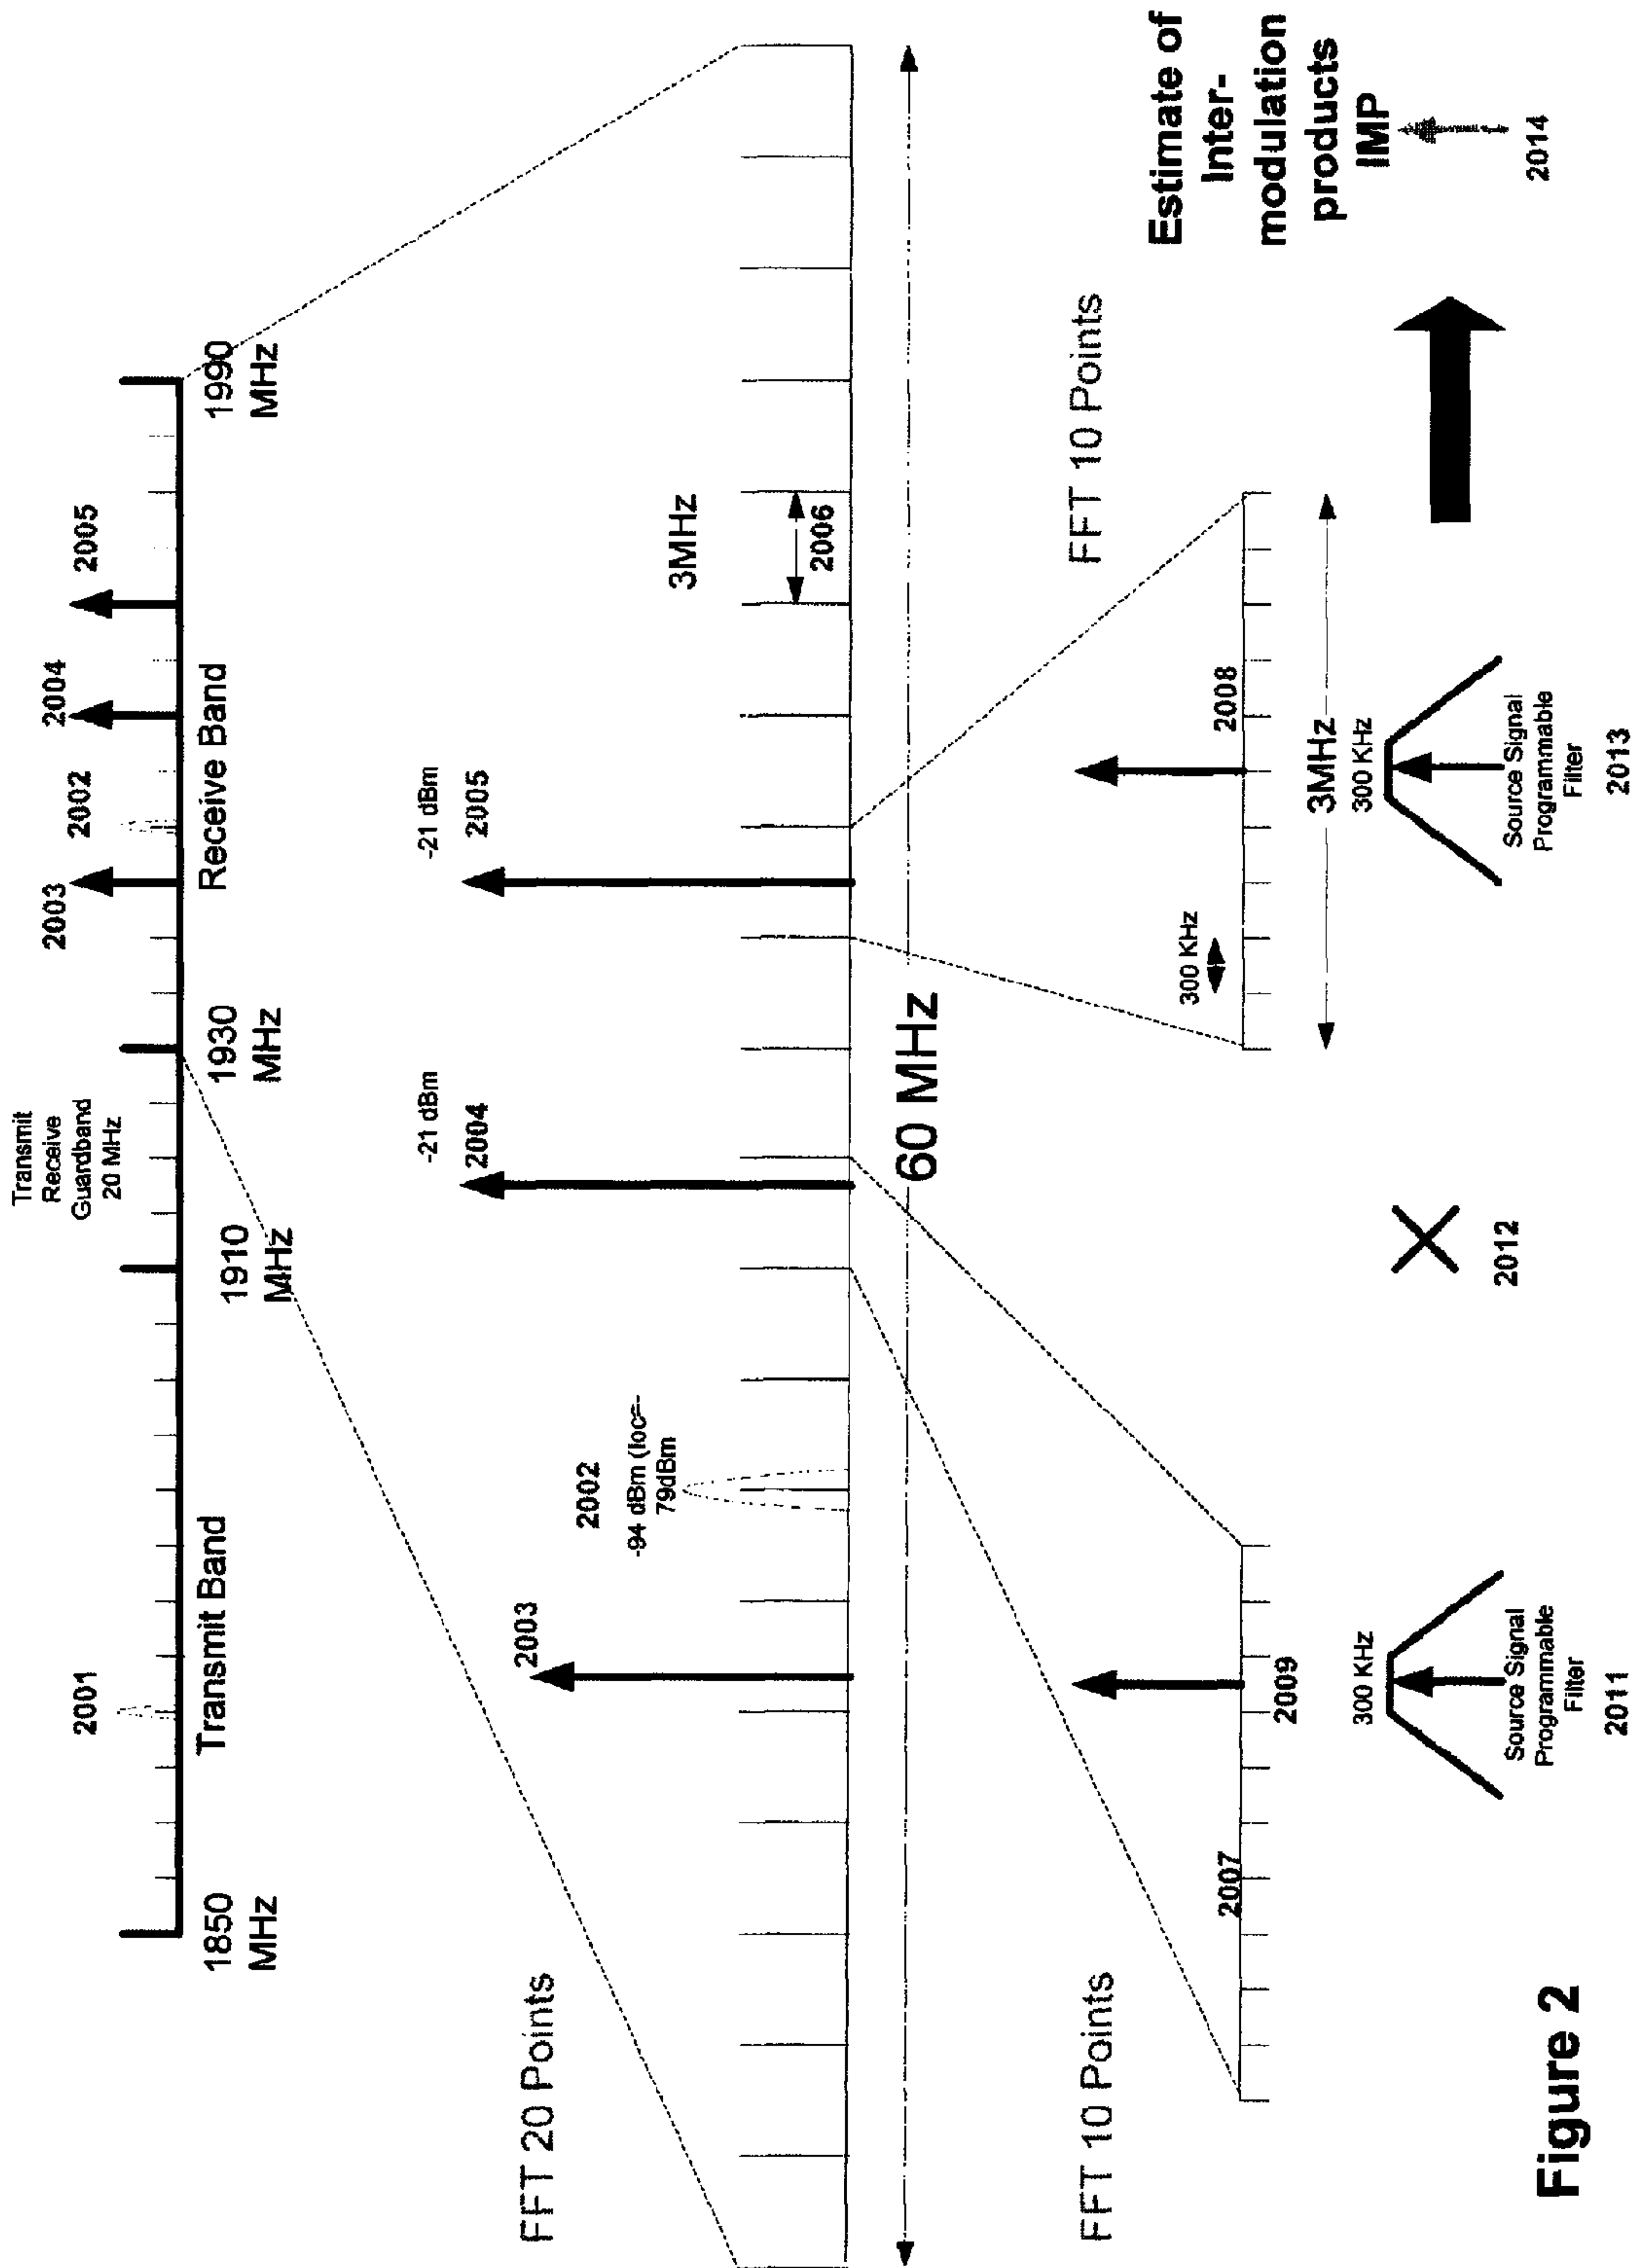 Transmit
Receive
Guardband
20 MHz
2001
2003
2002
2004
2005
Transmit Band
Receive Band
1850
MHz
1910
MHz
1930
MHz
1990
MHz
FFT 20 Points
2003
2002
-94 dBm (Ioc=-
79dBm
-21 dBm
2004
-21 dBm
2005
3MHz
2006
60 MHz
FFT 10 Points
2007
2009
FFT 10 Points
300 KHz
2008
3MHz
300 KHz
Source Signal
Programmable
Filter
2011
2012
300 KHz
Source Signal
Programmable
Filter
2013
Estimate of
Inter-
modulation
products
IMP
2014
Figure 2